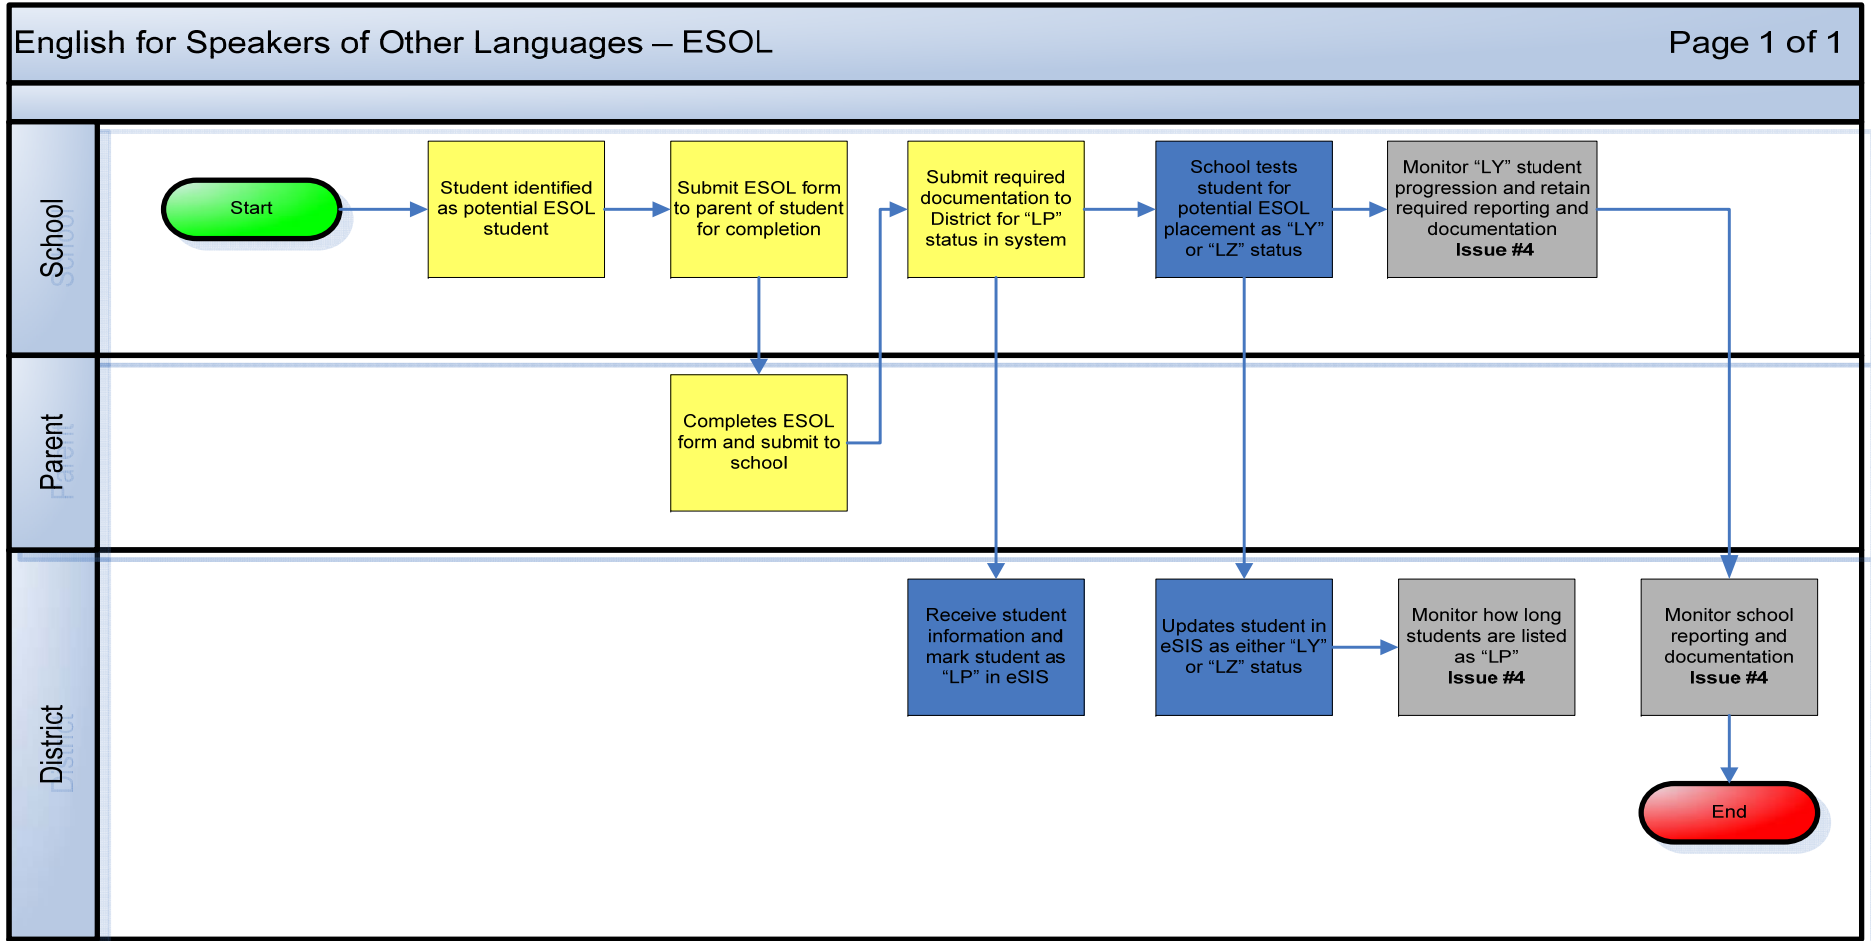 English for Speakers of Other Languages – ESOL
Page 1 of 1
School
Start
Student identified
as potential ESOL
student
Submit ESOL form
to parent of student
for completion
Submit required
documentation to
District for “LP”
status in system
School tests
student for
potential ESOL
placement as “LY”
or “LZ” status
Monitor “LY” student
progression and retain
required reporting and
documentation
Issue #4
Parent
Completes ESOL
form and submit to
school
District
Receive student
information and
mark student as
“LP” in eSIS
Updates student in
eSIS as either “LY”
or “LZ” status
Monitor how long
students are listed
as “LP”
Issue #4
Monitor school
reporting and
documentation
Issue #4
End